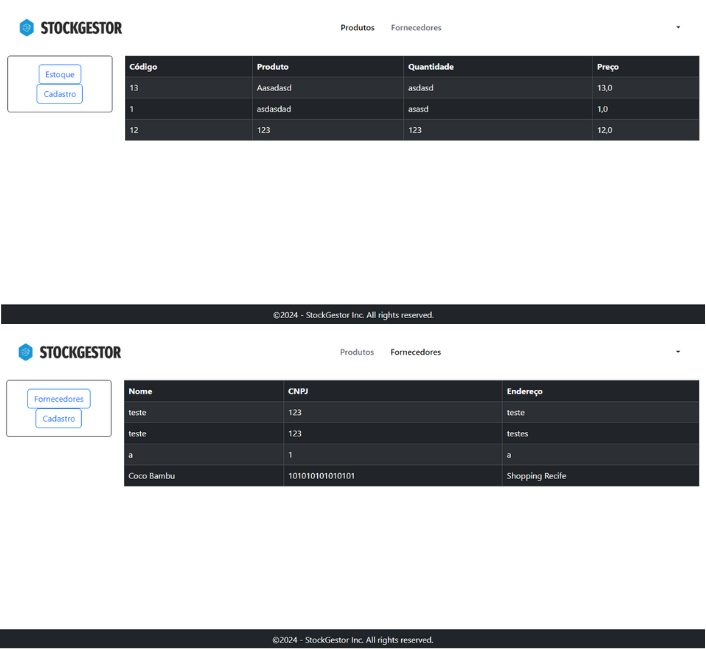 STOCKGESTOR Produtos Fornecedores
Estoque
Cadastro
Código Produto Quantidade Preço
13 Aasadasd asdasd 13,0
1 asdasdad asasd 1,0
12 123 123 12,0
©2024 - StockGestor Inc. All rights reserved.
STOCKGESTOR Produtos Fornecedores
Fornecedores
Cadastro
Nome CNPJ Endereço
teste 123 teste
teste 123 testes
a 1 a
Coco Bambu 101010101010101 Shopping Recife
©2024 - StockGestor Inc. All rights reserved.